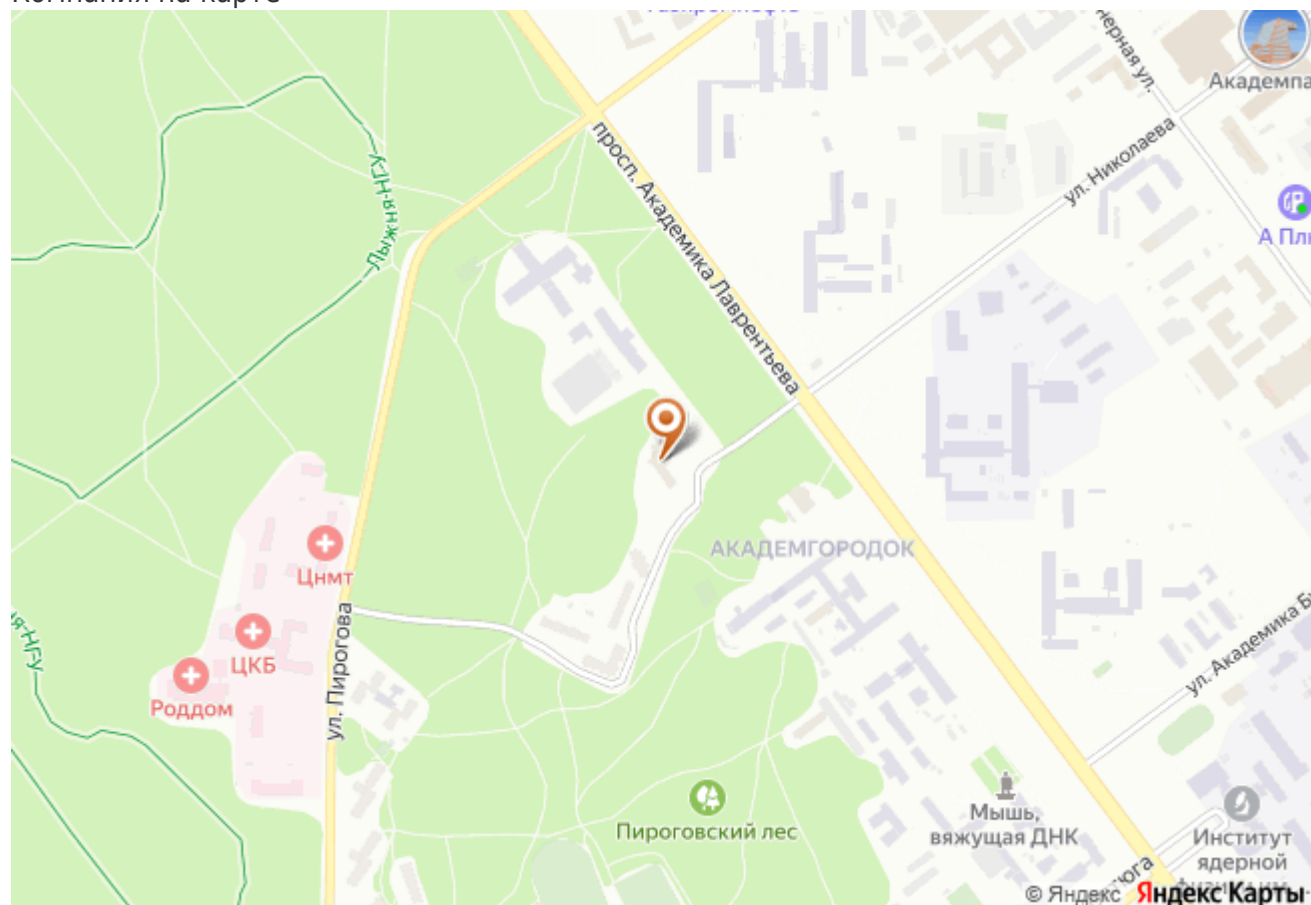 просп. Академика Лаврентьева
ул. Николаева
Академпа
А Пли
Лыжня-НГУ
АКАДЕМГОРОДОК
Цнмт
ЦКБ
Роддом
ул. Пирогова
Пироговский лес
Мышь,
вяжущая ДНК
ул. Академика Б
Институт
ядерной
© Яндекс Яндекс Карты